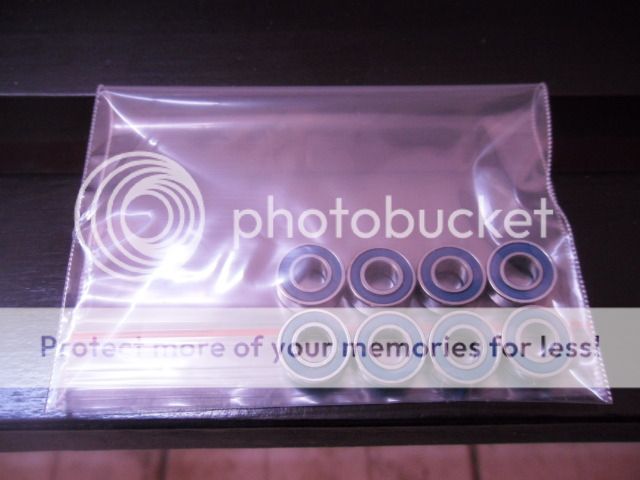 photobucket
Protect more of your memories for less!